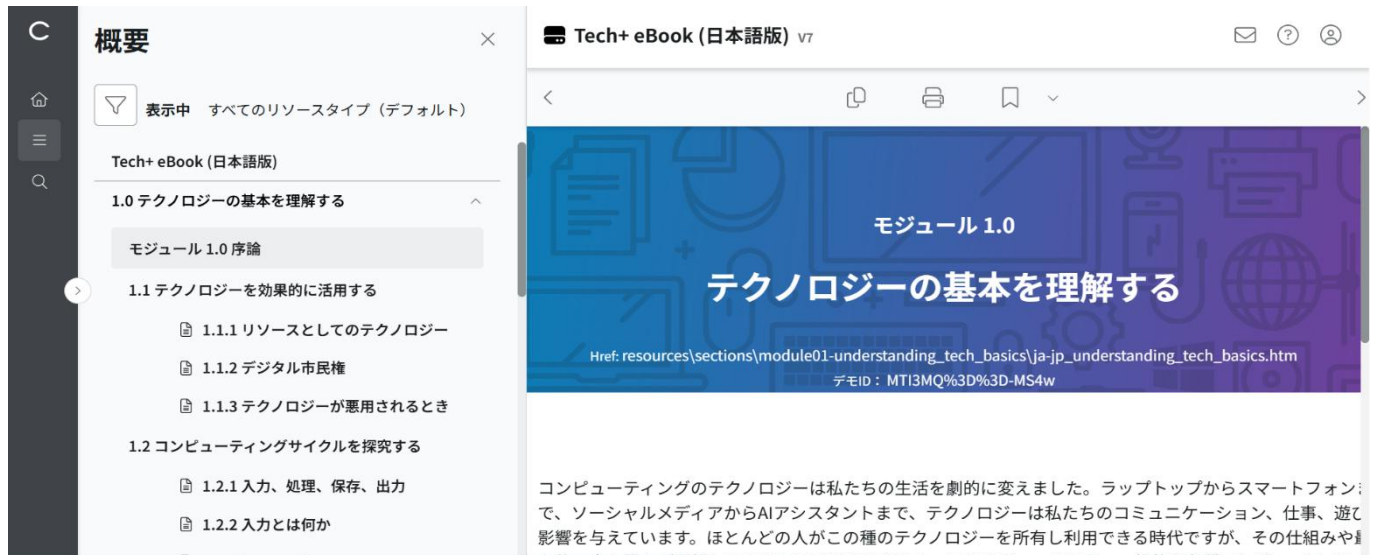 C
概要
表示中 すべてのリソースタイプ（デフォルト）
Tech+ eBook (日本語版)
1.0 テクノロジーの基本を理解する
モジュール 1.0 序論
1.1 テクノロジーを効果的に活用する
1.1.1 リソースとしてのテクノロジー
1.1.2 デジタル市民権
1.1.3 テクノロジーが悪用されるとき
1.2 コンピューティングサイクルを探究する
1.2.1 入力、処理、保存、出力
1.2.2 入力とは何か
Tech+ eBook (日本語版) V7
モジュール 1.0
テクノロジーの基本を理解する
Href: resources\sections\module01-understanding_tech_basics\ja-jp_understanding_tech_basics.htm
デモID： MTI3MQ%3D%3D-MS4w
コンピューティングのテクノロジーは私たちの生活を劇的に変えました。ラップトップからスマートフォンま
で、ソーシャルメディアからAIアシスタントまで、テクノロジーは私たちのコミュニケーション、仕事、遊び
影響を与えています。ほとんどの人がこの種のテクノロジーを所有し利用できる時代ですが、その仕組みや